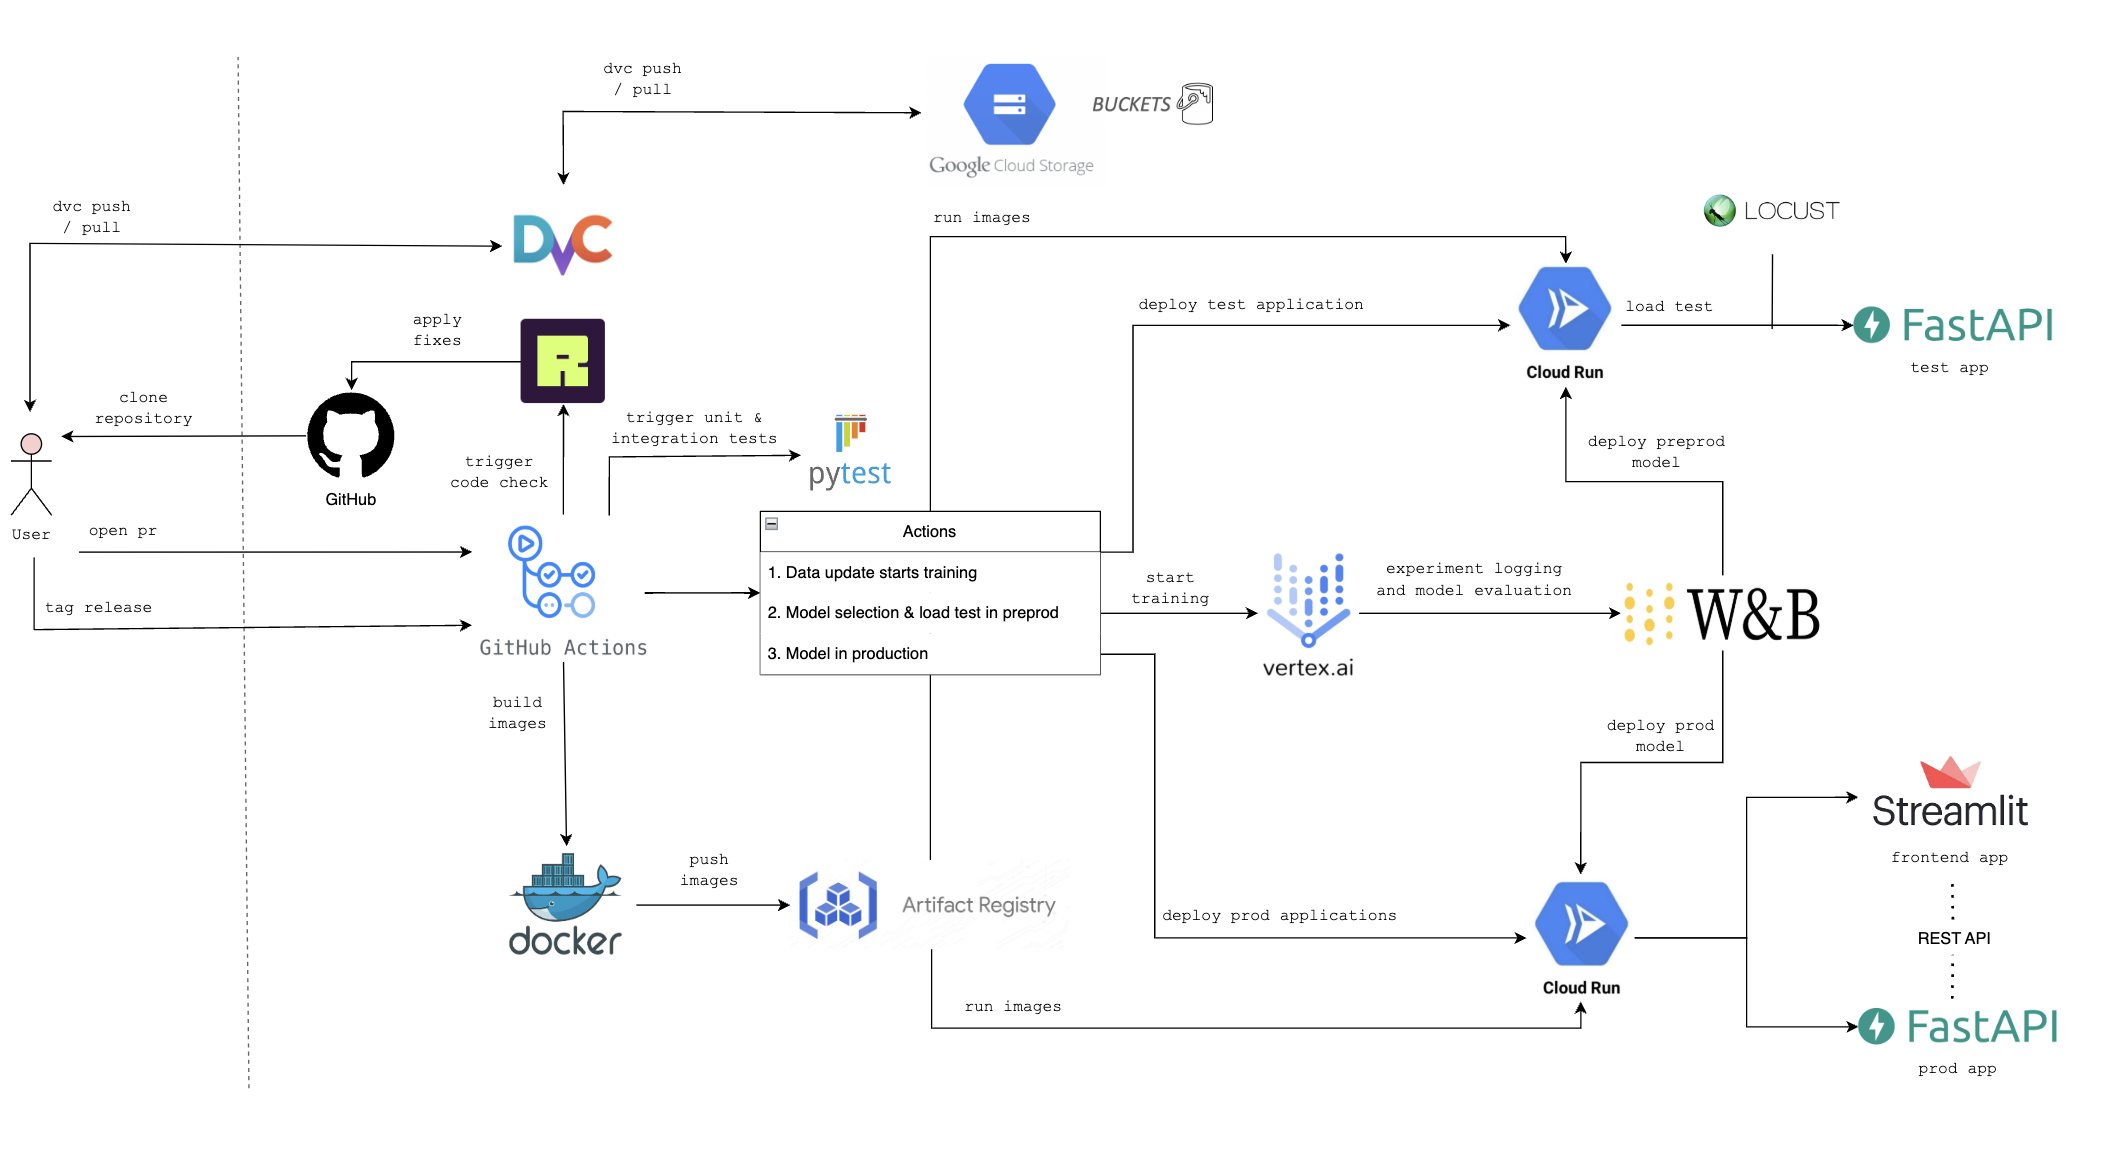 dvc push
/ pull
Google Cloud Storage
BUCKETS
dvc push
/ pull
DVC
run images
LOCUST
apply
fixes
R
deploy test application
Cloud Run
load test
FastAPI
test app
clone
repository
GitHub
trigger
code check
trigger unit &
integration tests
pytest
deploy preprod
model
User
open pr
tag release
GitHub Actions
Actions
1. Data update starts training
2. Model selection & load test in preprod
3. Model in production
start
training
vertex.ai
experiment logging
and model evaluation
W&B
build
images
deploy prod
model
Streamlit
frontend app
docker
push
images
Artifact Registry
deploy prod applications
Cloud Run
REST API
run images
FastAPI
prod app